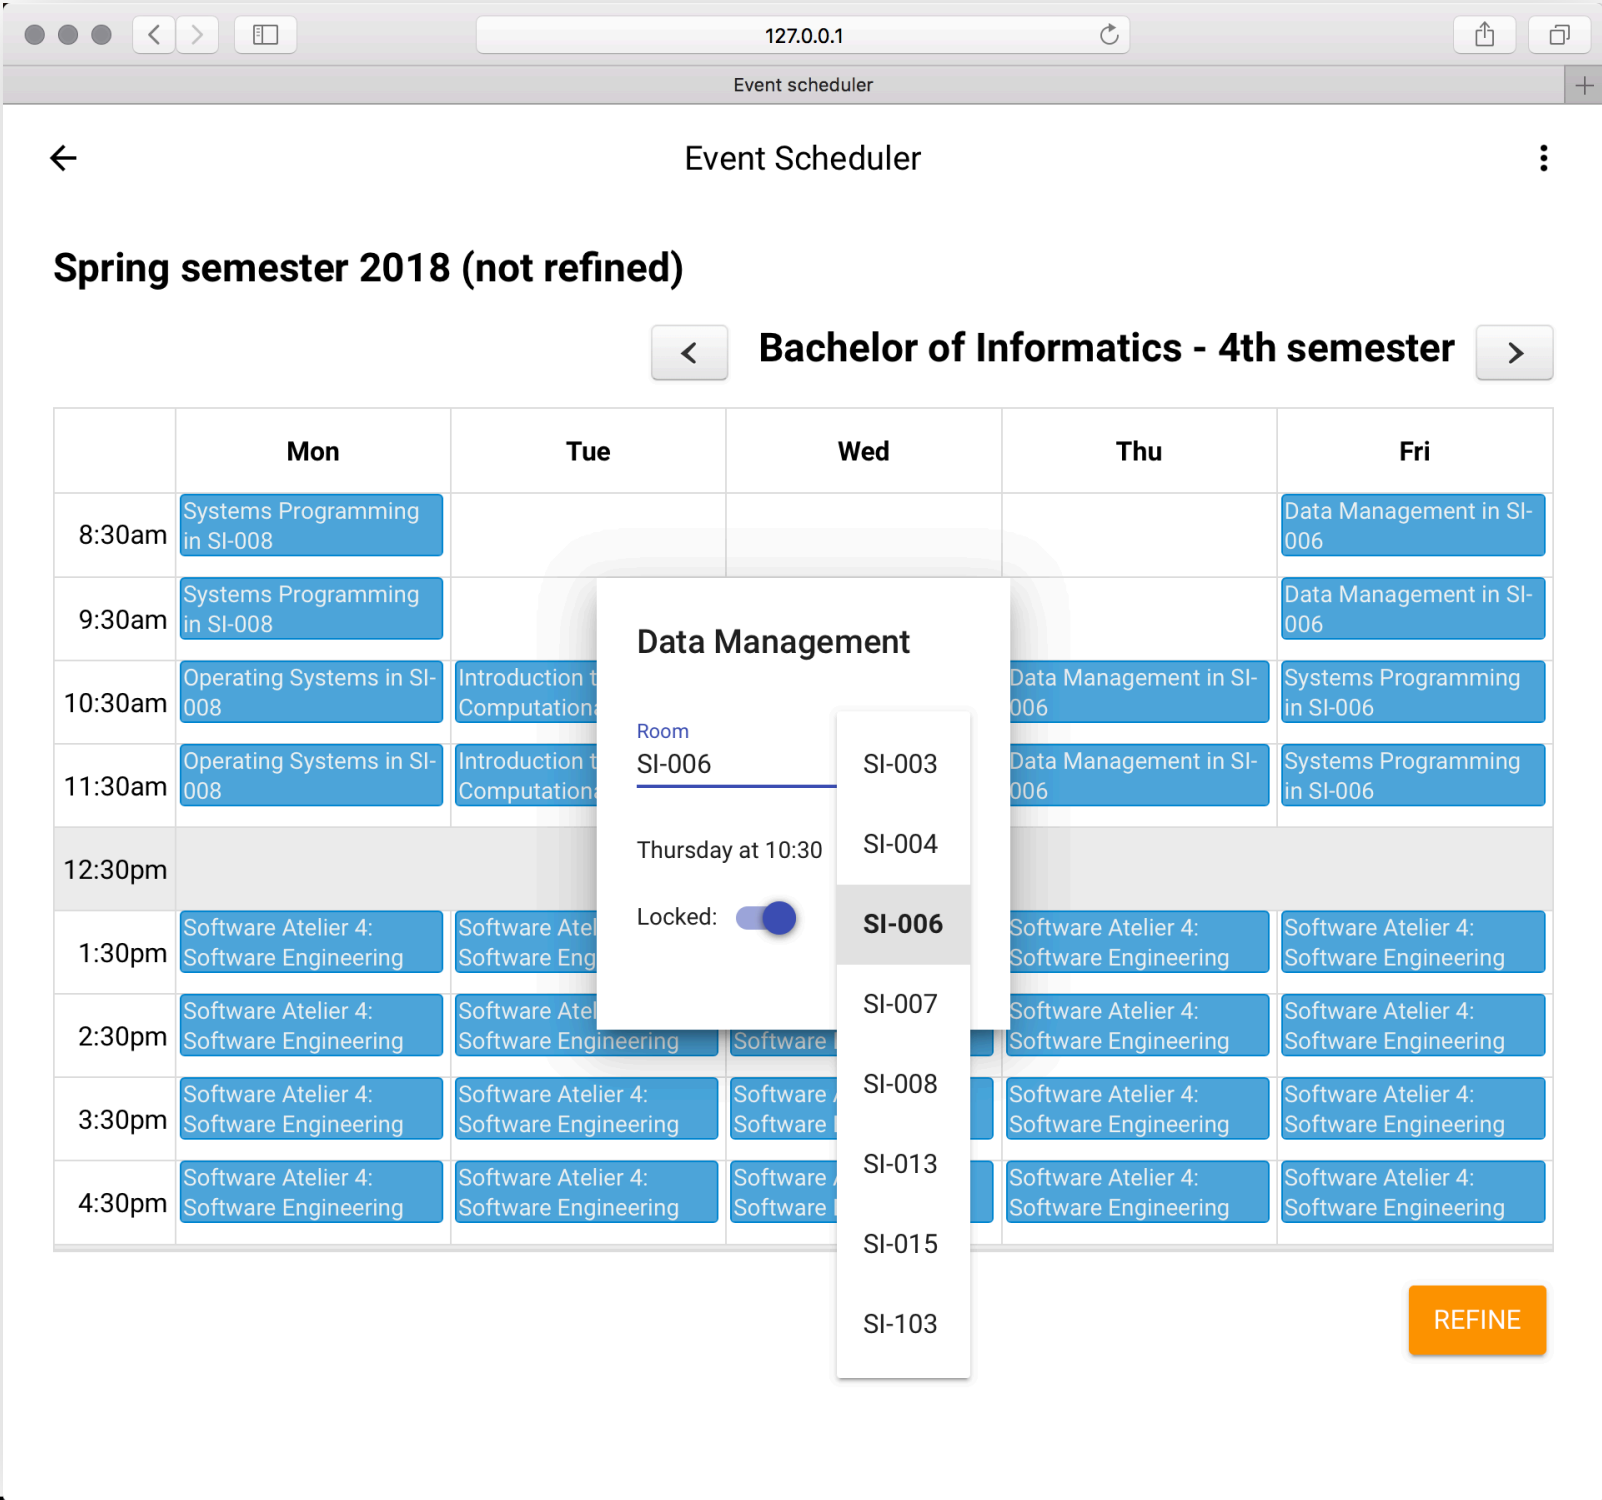 127.0.0.1
Event scheduler
Event Scheduler
Spring semester 2018 (not refined)
Bachelor of Informatics - 4th semester
Mon Tue Wed Thu Fri
8:30am
Systems Programming
in SI-008
Data Management in SI-
006
9:30am
Systems Programming
in SI-008
Data Management in SI-
006
10:30am
Operating Systems in SI-
008
Introduction
Data Management in SI-
006
Systems Programming
in SI-006
11:30am
Operating Systems in SI-
008
Introduction
Data Management in SI-
006
Systems Programming
in SI-006
12:30pm
1:30pm
Software Atelier 4:
Software Engineering
Software
Software
Software Atelier 4:
Software Engineering
Software Atelier 4:
Software Engineering
2:30pm
Software Atelier 4:
Software Engineering
Software
Software Engineering
Software
Software Atelier 4:
Software Engineering
Software Atelier 4:
Software Engineering
3:30pm
Software Atelier 4:
Software Engineering
Software Atelier 4:
Software Engineering
Software
Software
Software Atelier 4:
Software Engineering
Software Atelier 4:
Software Engineering
4:30pm
Software Atelier 4:
Software Engineering
Software Atelier 4:
Software Engineering
Software
Software
Software Atelier 4:
Software Engineering
Software Atelier 4:
Software Engineering
Data Management
Room
SI-006
Thursday at 10:30
Locked:
SI-003
SI-004
SI-006
SI-007
SI-008
SI-013
SI-015
SI-103
REFINE